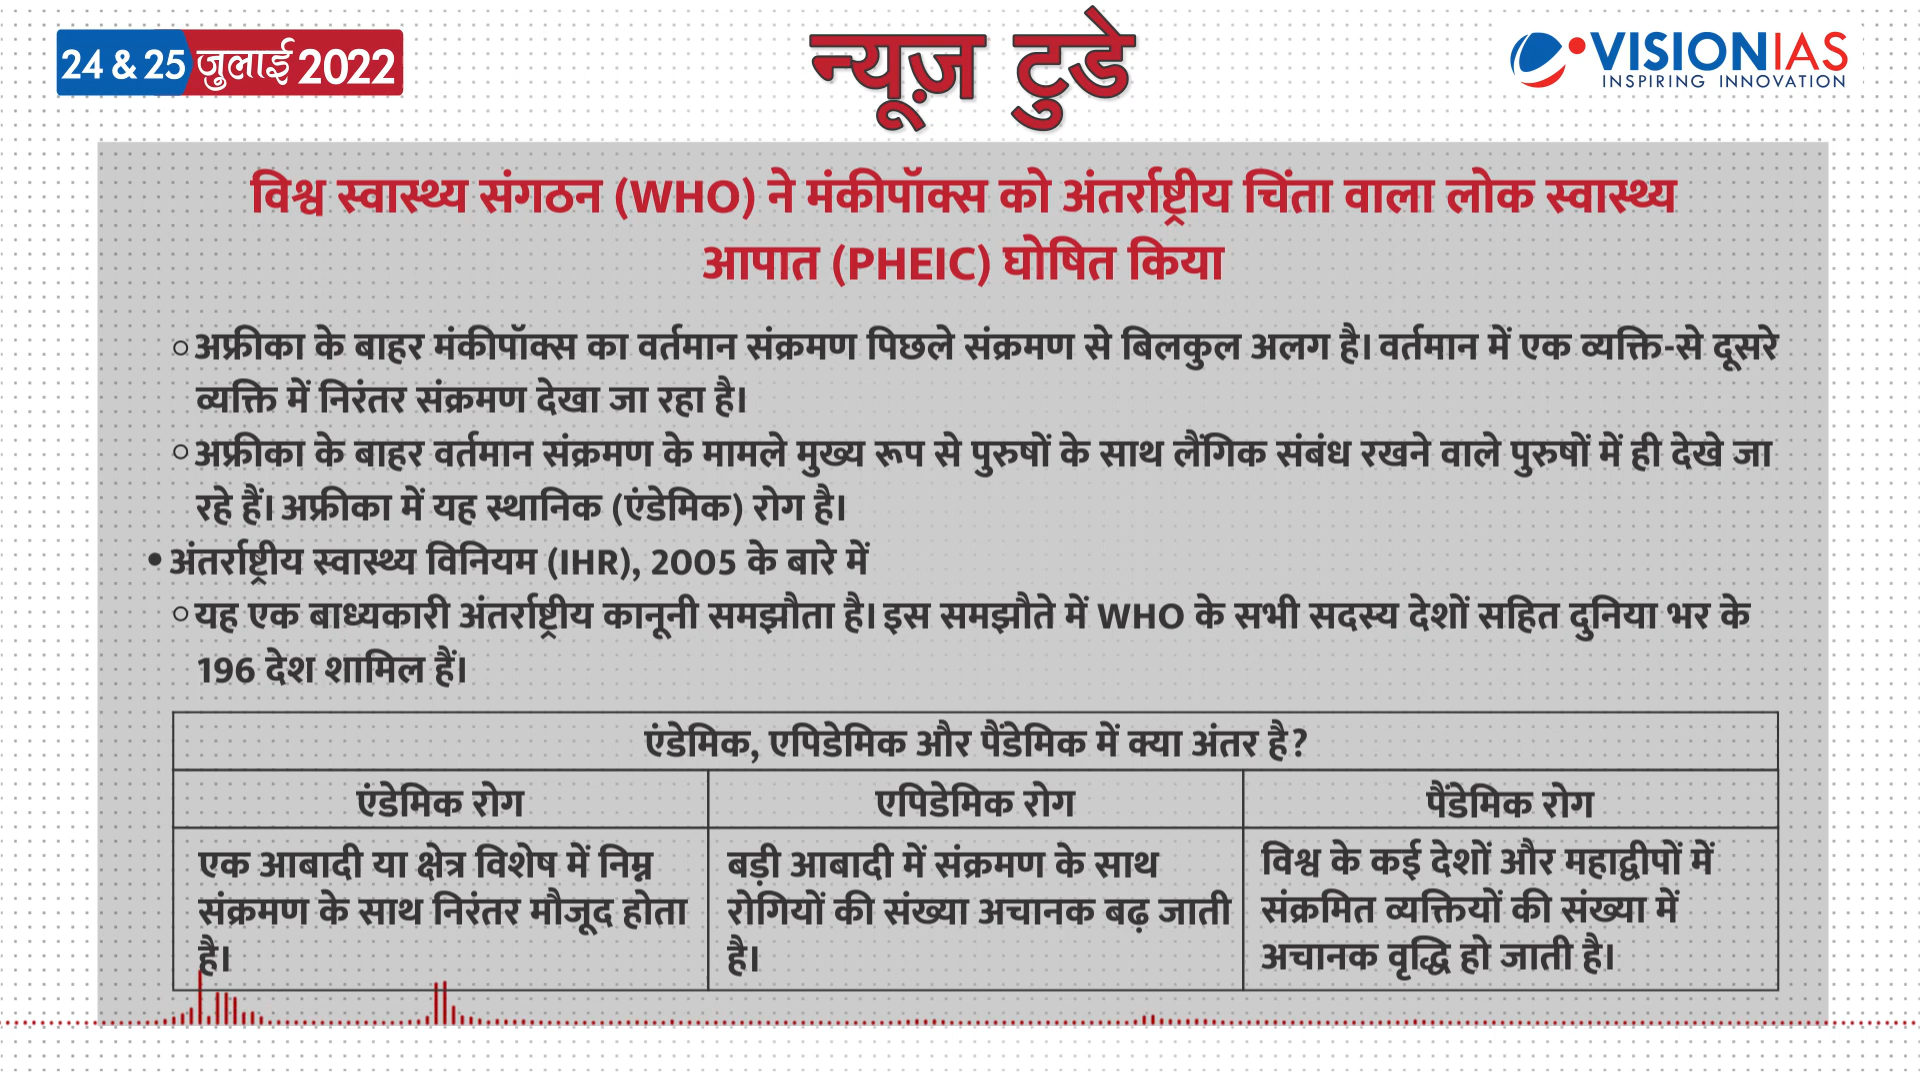 24 & 25 जुलाई 2022
न्यूज़ टुडे
VISIONIAS
INSPIRING INNOVATION
विश्व स्वास्थ्य संगठन (WHO) ने मंकीपॉक्स को अंतर्राष्ट्रीय चिंता वाला लोक स्वास्थ्य
आपात (PHEIC) घोषित किया
○ अफ्रीका के बाहर मंकीपॉक्स का वर्तमान संक्रमण पिछले संक्रमण से बिलकुल अलग है। वर्तमान में एक व्यक्ति-से दूसरे
व्यक्ति में निरंतर संक्रमण देखा जा रहा है।
○ अफ्रीका के बाहर वर्तमान संक्रमण के मामले मुख्य रूप से पुरुषों के साथ लैंगिक संबंध रखने वाले पुरुषों में ही देखे जा
रहे हैं। अफ्रीका में यह स्थानिक (एंडेमिक) रोग है।
• अंतर्राष्ट्रीय स्वास्थ्य विनियम (IHR), 2005 के बारे में
○ यह एक बाध्यकारी अंतर्राष्ट्रीय कानूनी समझौता है। इस समझौते में WHO के सभी सदस्य देशों सहित दुनिया भर के
196 देश शामिल हैं।
एंडेमिक, एपिडेमिक और पैंडेमिक में क्या अंतर है?
एंडेमिक रोग
एपिडेमिक रोग
पैंडेमिक रोग
एक आबादी या क्षेत्र विशेष में निम्न
संक्रमण के साथ निरंतर मौजूद होता
है।
बड़ी आबादी में संक्रमण के साथ
रोगियों की संख्या अचानक बढ़ जाती
है।
विश्व के कई देशों और महाद्वीपों में
संक्रमित व्यक्तियों की संख्या में
अचानक वृद्धि हो जाती है।